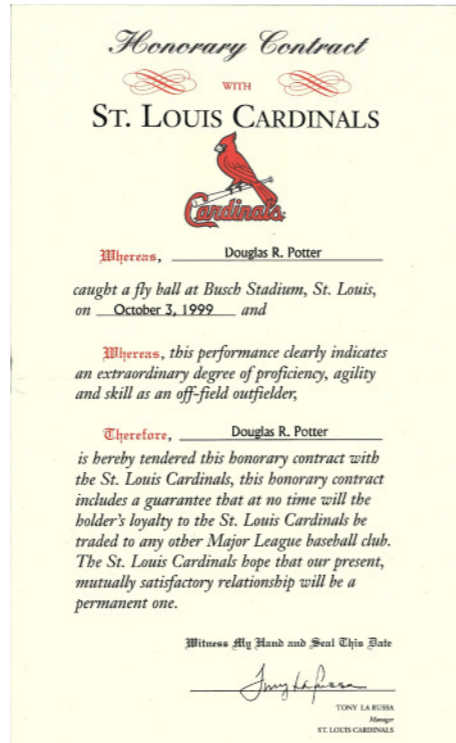 Honorary Contract
WITH
ST. LOUIS CARDINALS
Cardinals
Whereas, Douglas R. Potter
caught a fly ball at Busch Stadium, St. Louis,
on October 3, 1999 and
Whereas, this performance clearly indicates
an extraordinary degree of proficiency, agility
and skill as an off-field outfielder,
Therefore, Douglas R. Potter
is hereby tendered this honorary contract with
the St. Louis Cardinals, this honorary contract
includes a guarantee that at no time will the
holder's loyalty to the St. Louis Cardinals be
traded to any other Major League baseball club.
The St. Louis Cardinals hope that our present,
mutually satisfactory relationship will be a
permanent one.
Witness My Hand and Seal This Date
Tony La Russa
TONY LA RUSSA
Manager
ST. LOUIS CARDINALS